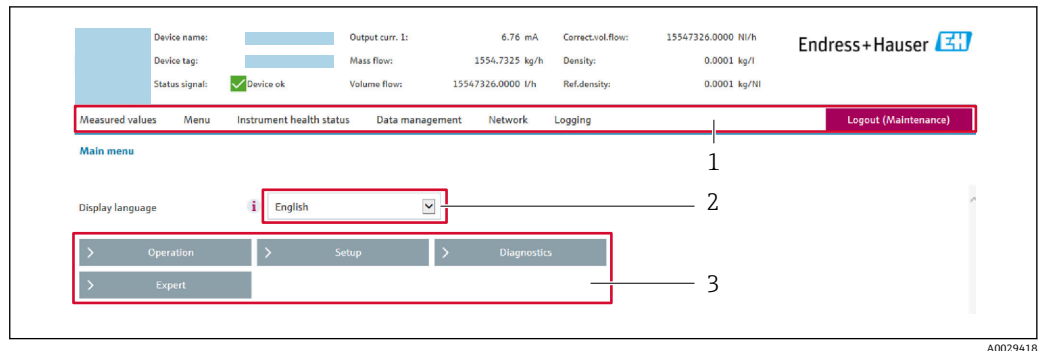 Device name: Output curr. 1: 6.76 mA Correct.vol.flow: 15547326.0000 Nl/h
Endress+Hauser EH
Device tag: Mass flow: 1554.7325 kg/h Density: 0.0001 kg/l
Status signal: Device ok Volume flow: 15547326.0000 l/h Ref.density: 0.0001 kg/Nl
Measured values Menu Instrument health status Data management Network Logging Logout (Maintenance)
1
Main menu
Display language i English 2
Operation Setup Diagnostics
Expert 3
A0029418